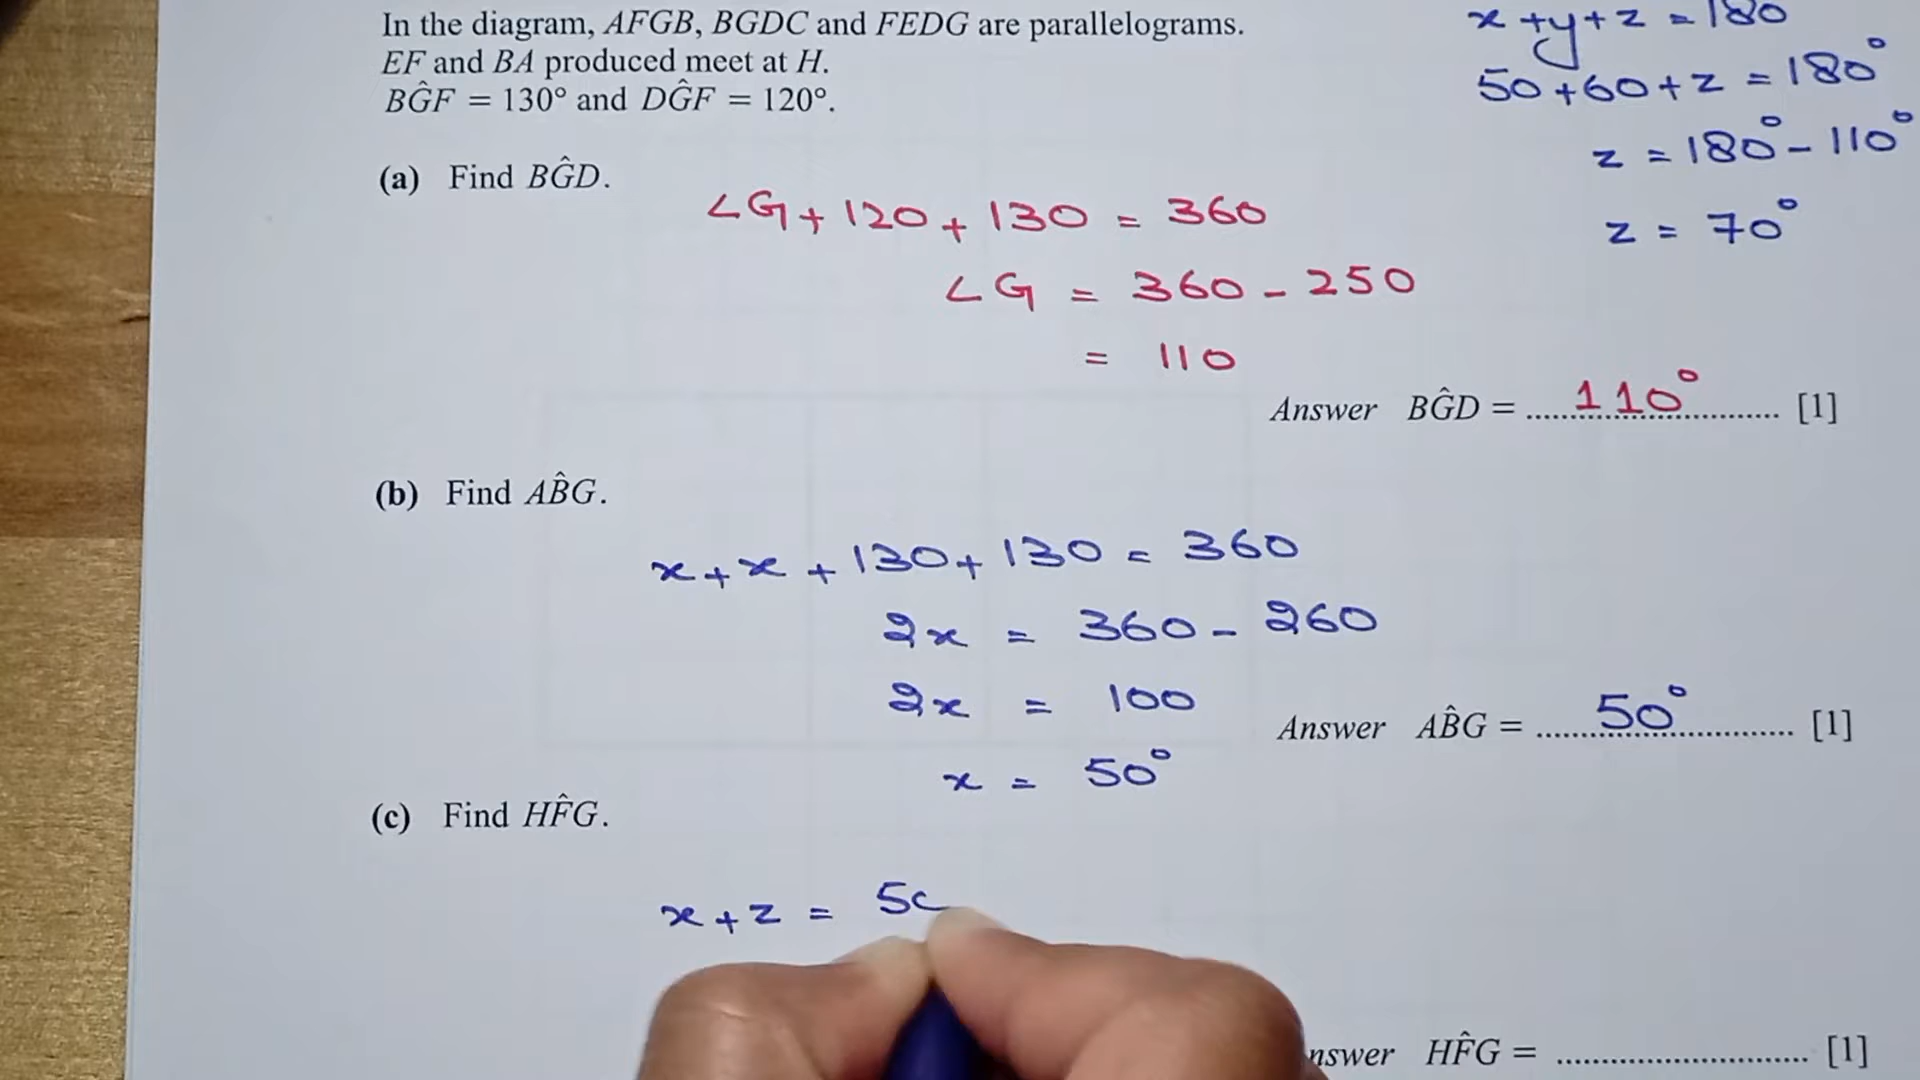 In the diagram, AFGB, BGDC and FEDG are parallelograms.
EF and BA produced meet at H.
BĜF = 130° and DĜF = 120°.
x + y + z = 180
50 + 60 + z = 180°
z = 180° - 110°
z = 70°
(a) Find BĜD.
∠G + 120 + 130 = 360
∠G = 360 - 250
= 110
Answer BĜD = 110° [1]
(b) Find AB̂G.
x + x + 130 + 130 = 360
2x = 360 - 260
2x = 100
Answer AB̂G = 50° [1]
x = 50°
(c) Find HF̂G.
x + z = 5
HF̂G = [1]